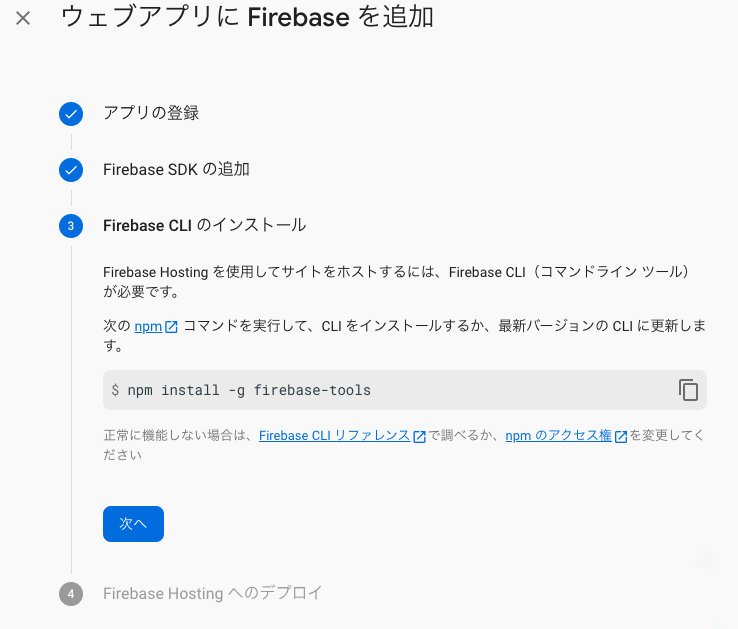 ウェブアプリに Firebase を追加
アプリの登録
Firebase SDK の追加
3 Firebase CLI のインストール
Firebase Hosting を使用してサイトをホストするには、Firebase CLI（コマンドライン ツール）
が必要です。
次の npm コマンドを実行して、CLI をインストールするか、最新バージョンの CLI に更新しま
す。
$ npm install -g firebase-tools
正常に機能しない場合は、Firebase CLI リファレンス で調べるか、npm のアクセス権 を変更してく
ださい
次へ
4 Firebase Hosting へのデプロイ